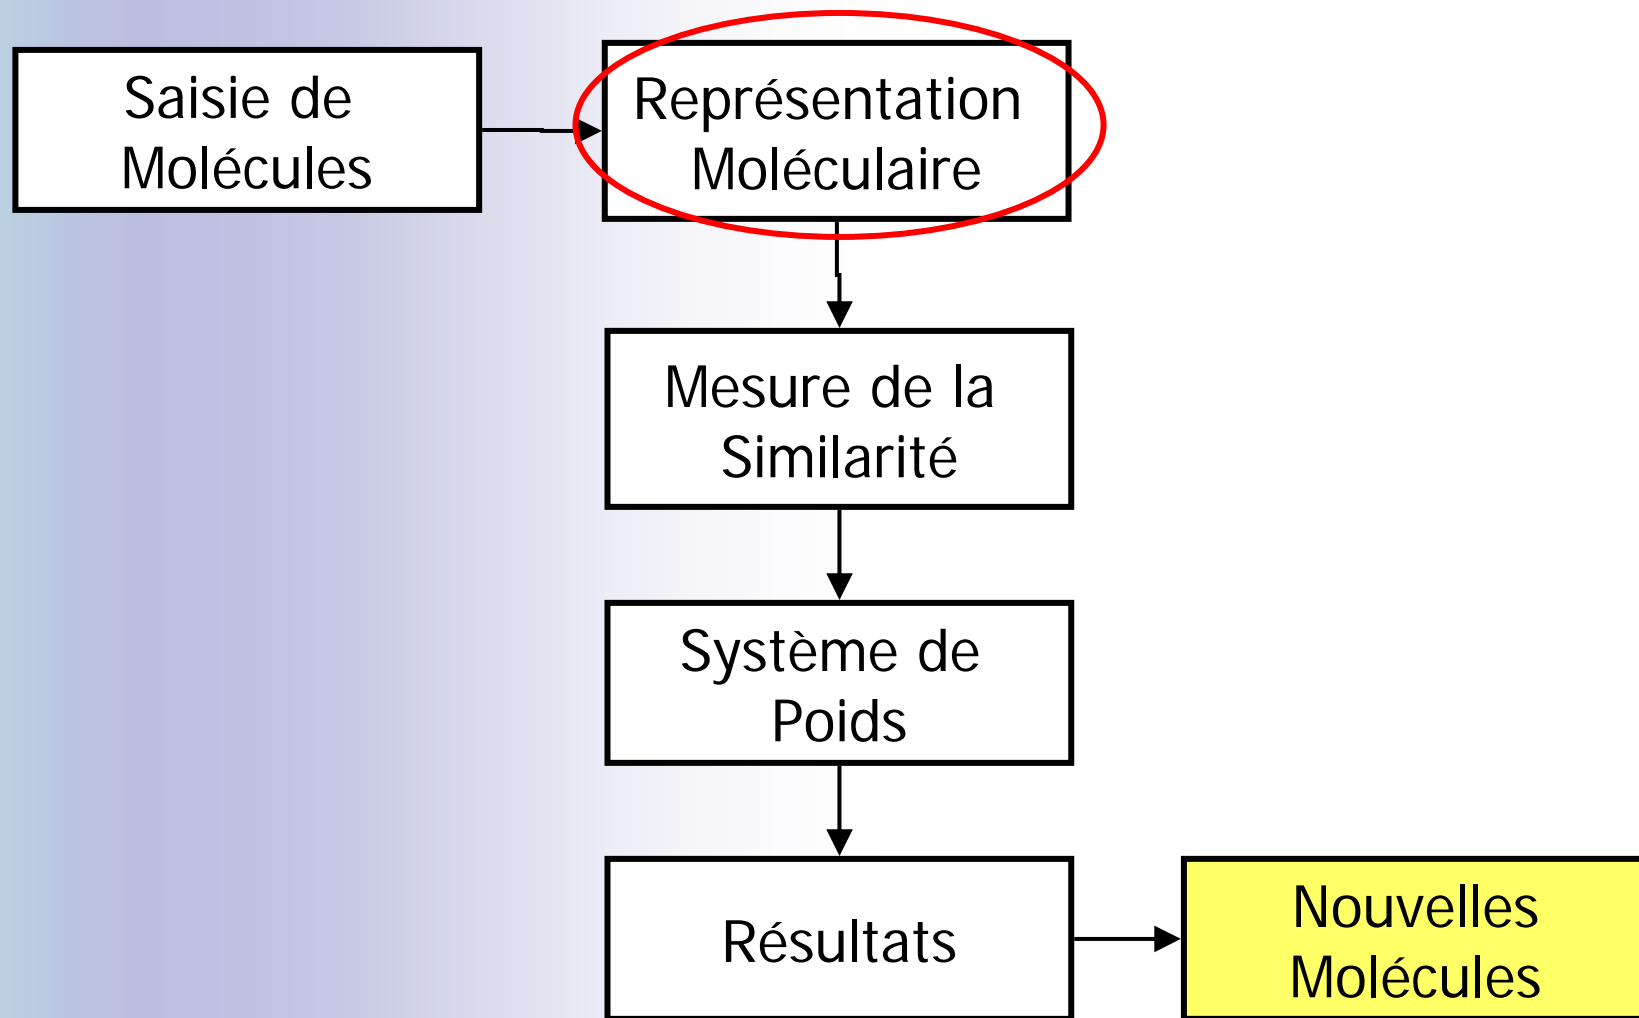 Saisie de
Molécules
Représentation
Moléculaire
Mesure de la
Similarité
Système de
Poids
Résultats
Nouvelles
Molécules